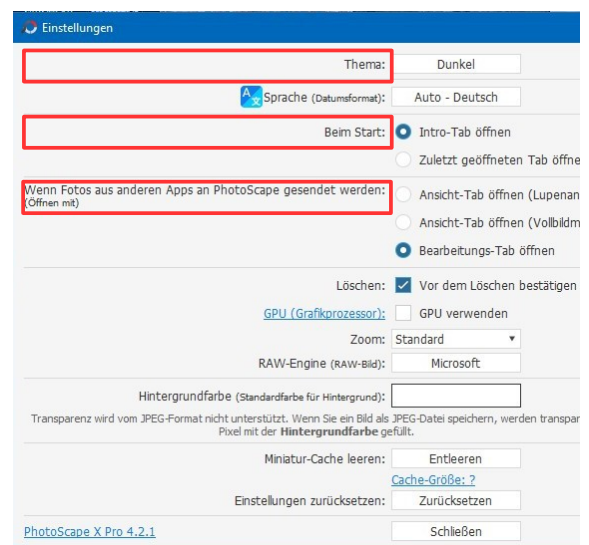 Einstellungen
Thema: Dunkel
Sprache (Datumsformat): Auto - Deutsch
Beim Start: Intro-Tab öffnen
Zuletzt geöffneten Tab öffne
Wenn Fotos aus anderen Apps an PhotoScape gesendet werden: Ansicht-Tab öffnen (Lupenan
(Öffnen mit)
Ansicht-Tab öffnen (Vollbildm
Bearbeitungs-Tab öffnen
Löschen: Vor dem Löschen bestätigen
GPU (Grafikprozessor): GPU verwenden
Zoom: Standard
RAW-Engine (RAW-Bild): Microsoft
Hintergrundfarbe (Standardfarbe für Hintergrund):
Transparenz wird vom JPEG-Format nicht unterstützt. Wenn Sie ein Bild als JPEG-Datei speichern, werden transpar
Pixel mit der Hintergrundfarbe gefüllt.
Miniatur-Cache leeren: Entleeren
Cache-Größe: ?
Einstellungen zurücksetzen: Zurücksetzen
PhotoScape X Pro 4.2.1 Schließen